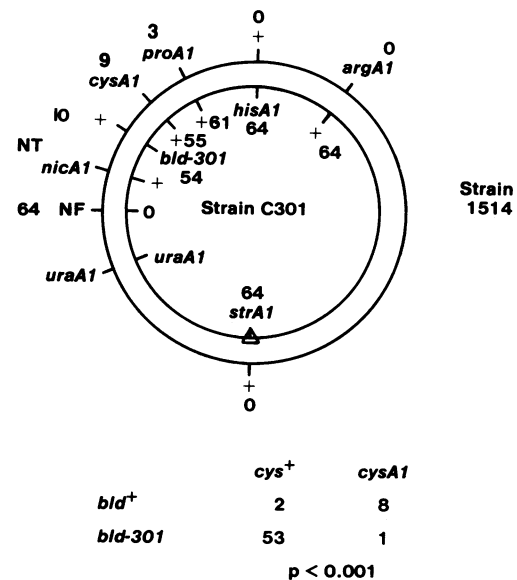 0
+
3
proA1
0
argA1
9
cysA1
hisA1
64
+61
+
64
IO
+
+55
bld-301
54
NT
nicA1
+
Strain C301
Strain
1514
64 NF
0
uraA1
uraA1
64
strA1
+
0
cys+ cysA1
bld+ 2 8
bld-301 53 1
p < 0.001